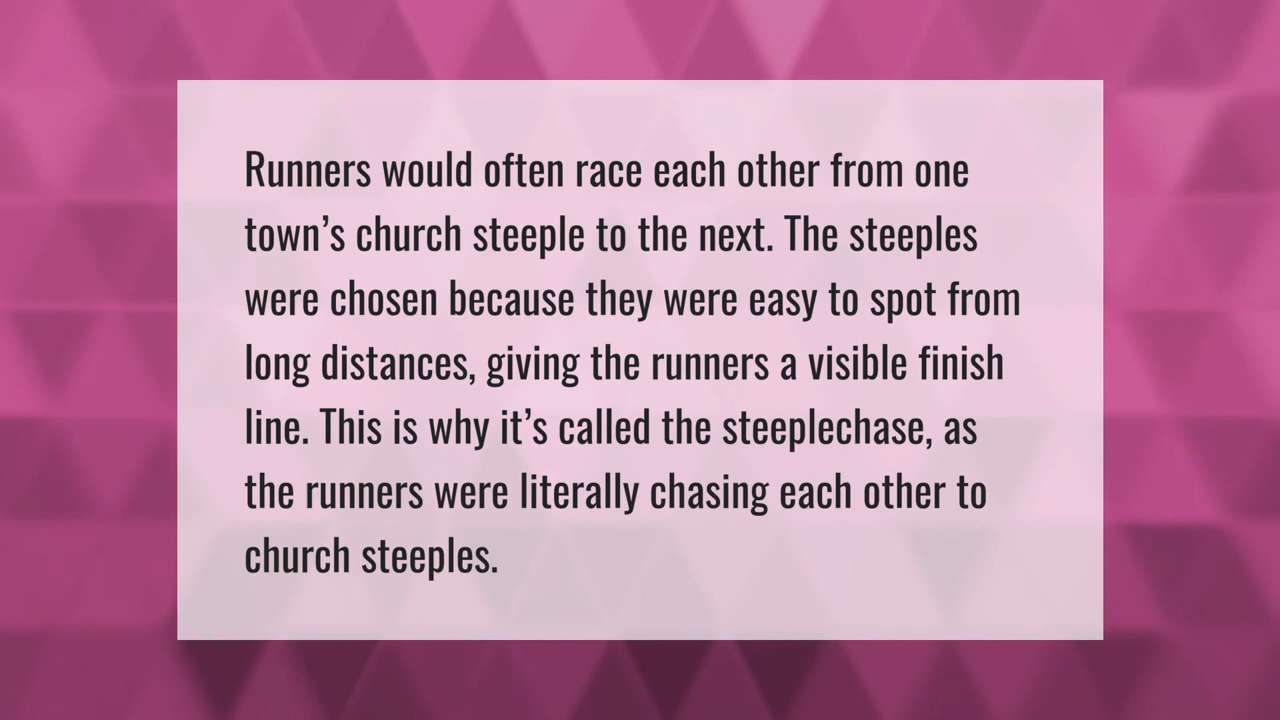 Runners would often race each other from one
town’s church steeple to the next. The steeples
were chosen because they were easy to spot from
long distances, giving the runners a visible finish
line. This is why it’s called the steeplechase, as
the runners were literally chasing each other to
church steeples.